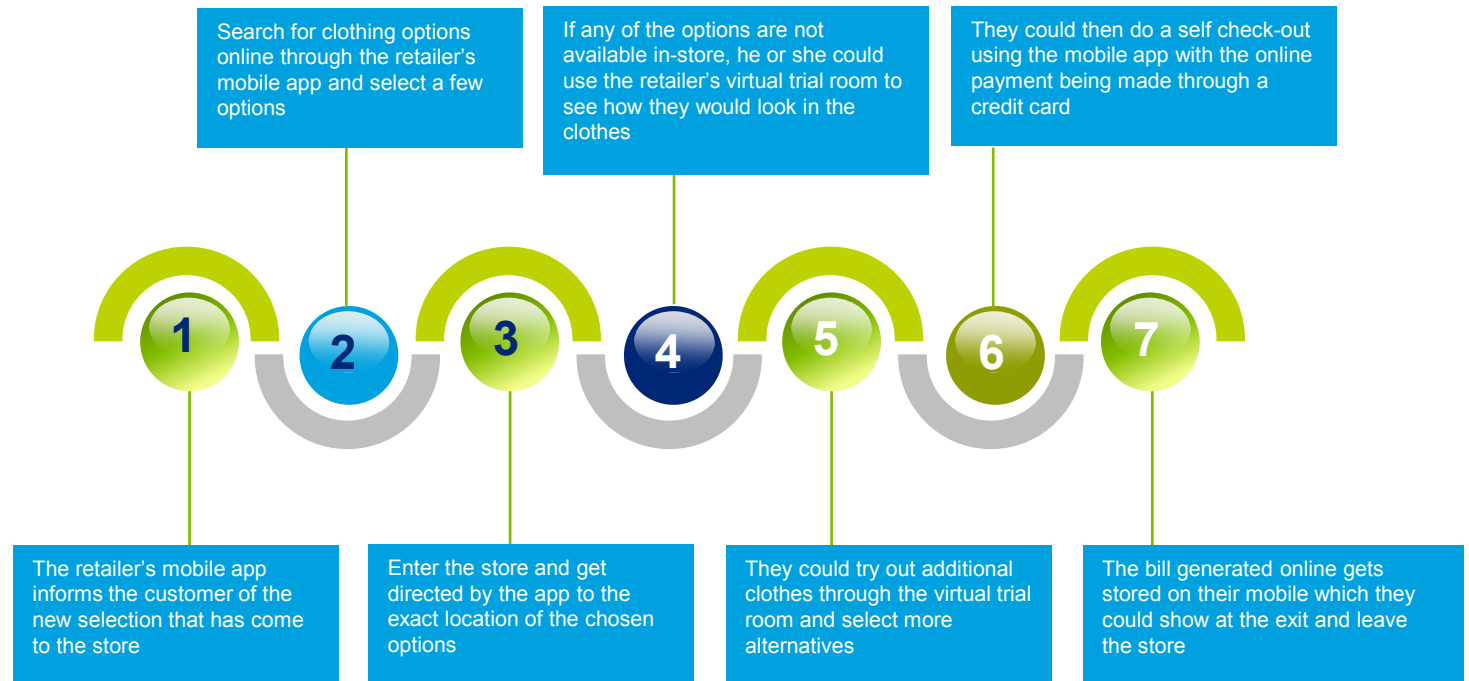 Search for clothing options
online through the retailer’s
mobile app and select a few
options
If any of the options are not
available in-store, he or she could
use the retailer’s virtual trial room to
see how they would look in the
clothes
They could then do a self check-out
using the mobile app with the online
payment being made through a
credit card
1
2
3
4
5
6
7
The retailer’s mobile app
informs the customer of the
new selection that has come
to the store
Enter the store and get
directed by the app to the
exact location of the chosen
options
They could try out additional
clothes through the virtual trial
room and select more
alternatives
The bill generated online gets
stored on their mobile which they
could show at the exit and leave
the store